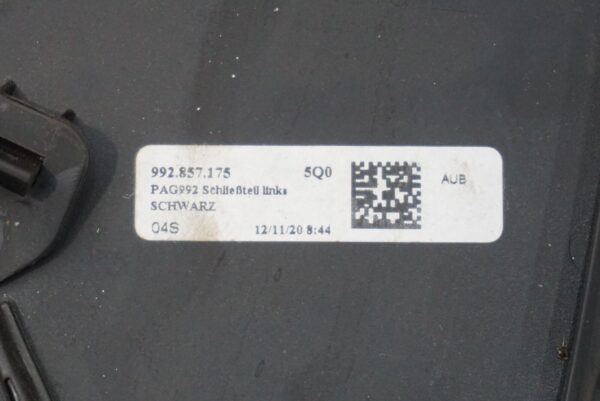 992.857.175 5Q0 AUB
PAG992 Schließteil links
SCHWARZ
04S 12/11/20 8:44